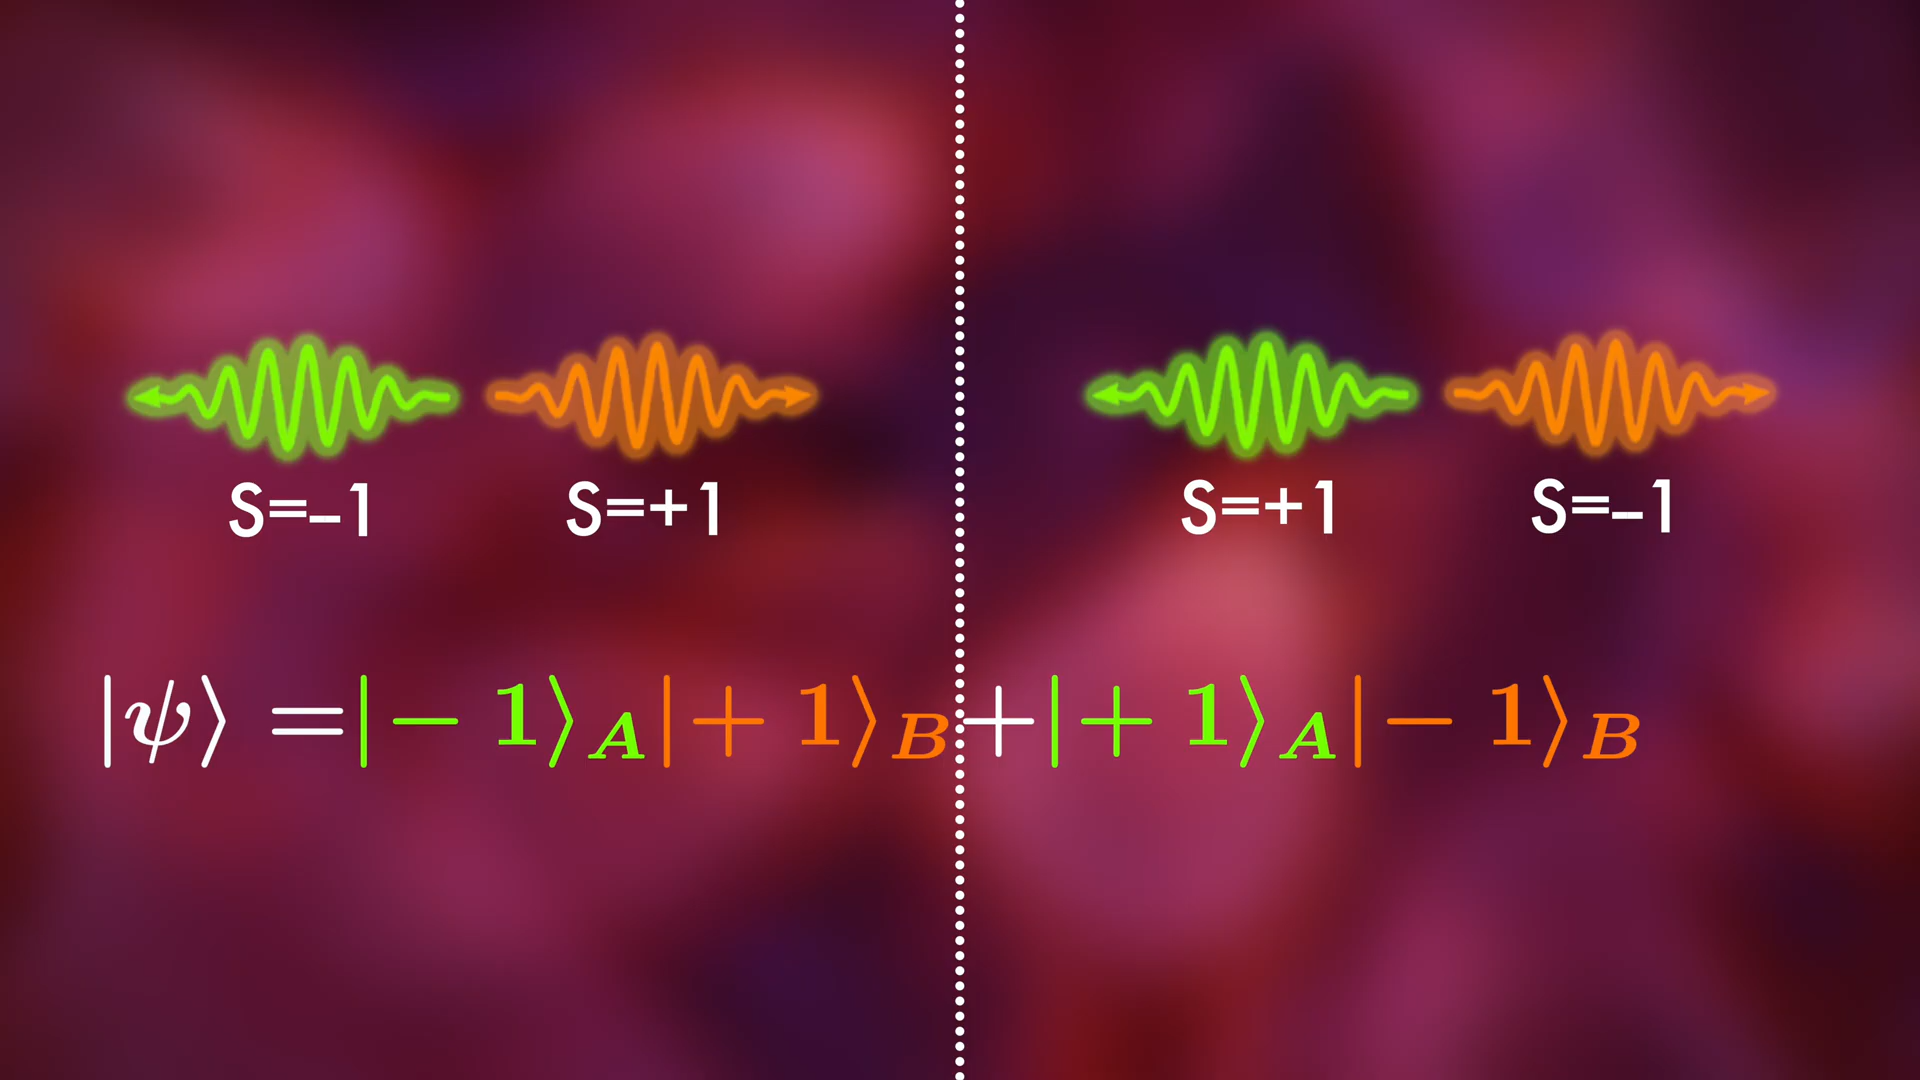 S=–1 S=+1 S=+1 S=–1
|ψ⟩ =|− 1⟩A|+ 1⟩B+|+ 1⟩A|− 1⟩B